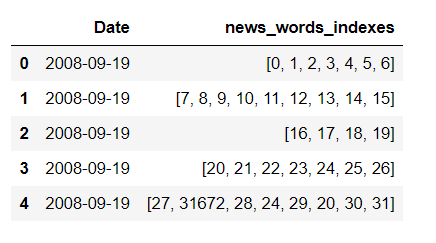 Date news_words_indexes
0 2008-09-19 [0, 1, 2, 3, 4, 5, 6]
1 2008-09-19 [7, 8, 9, 10, 11, 12, 13, 14, 15]
2 2008-09-19 [16, 17, 18, 19]
3 2008-09-19 [20, 21, 22, 23, 24, 25, 26]
4 2008-09-19 [27, 31672, 28, 24, 29, 20, 30, 31]